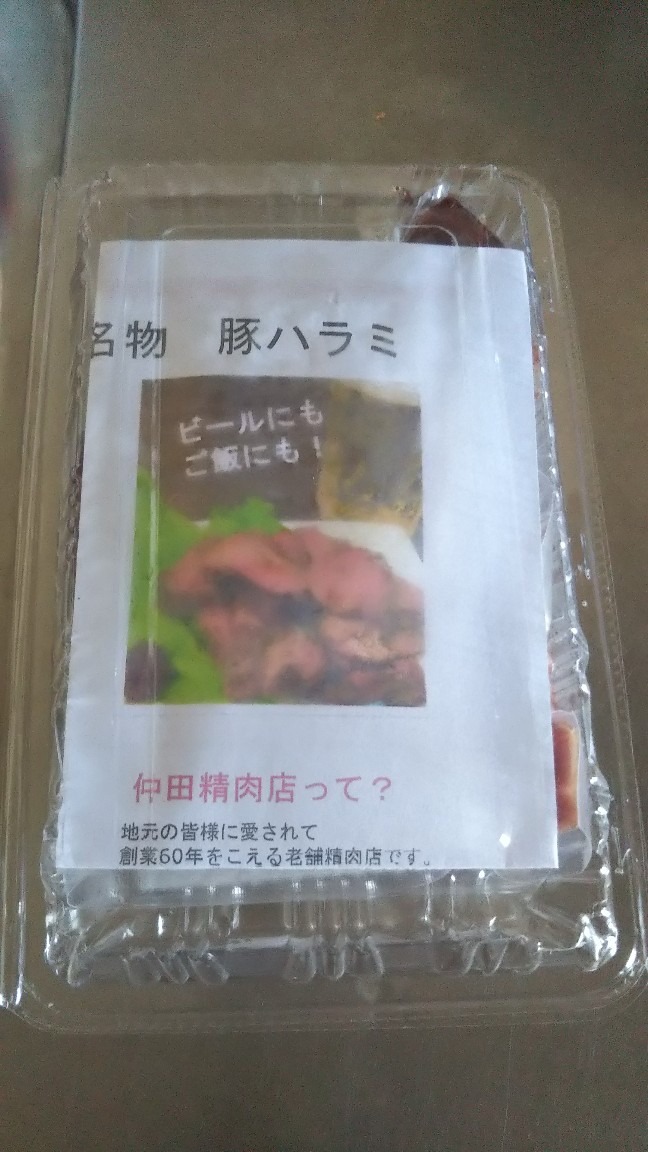 名物　豚ハラミ
ビールにも
ご飯にも！
仲田精肉店って？
地元の皆様に愛されて
創業60年をこえる老舗精肉店です。